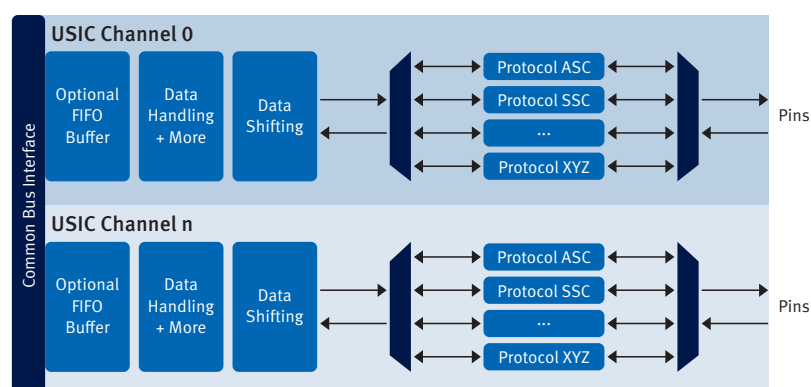 Common Bus Interface
USIC Channel 0
Optional
FIFO
Buffer
Data
Handling
+ More
Data
Shifting
Protocol ASC
Protocol SSC
...
Protocol XYZ
Pins
USIC Channel n
Optional
FIFO
Buffer
Data
Handling
+ More
Data
Shifting
Protocol ASC
Protocol SSC
...
Protocol XYZ
Pins